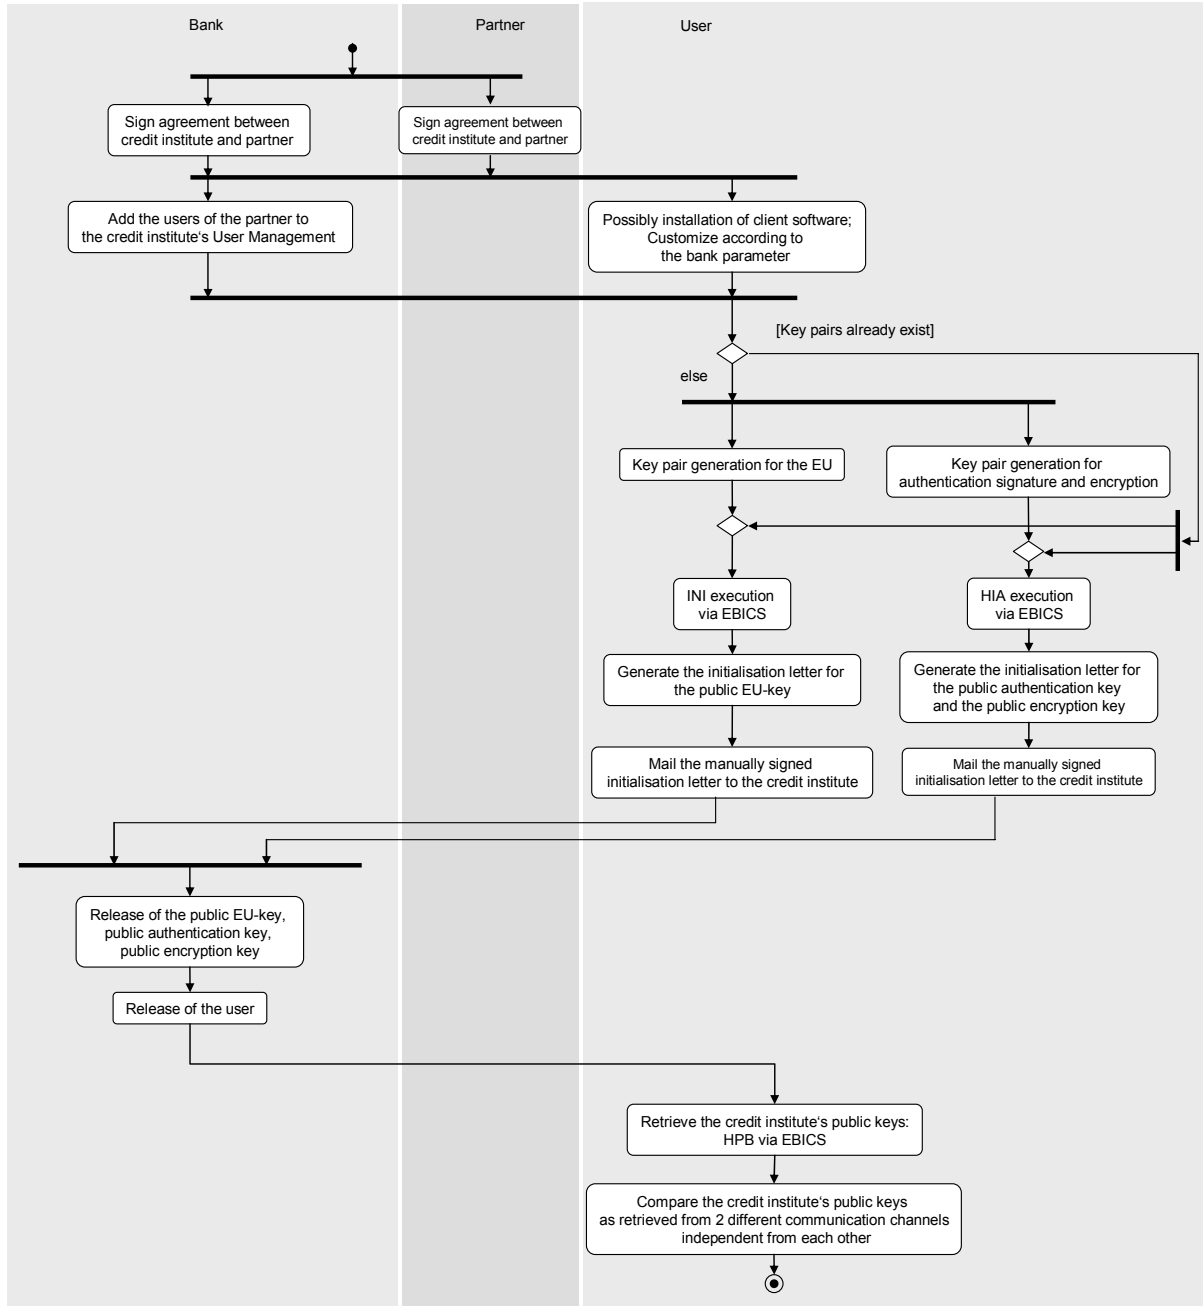 Bank
Partner
User
Sign agreement between
credit institute and partner
Sign agreement between
credit institute and partner
Add the users of the partner to
the credit institute‘s User Management
Possibly installation of client software;
Customize according to
the bank parameter
[Key pairs already exist]
else
Key pair generation for the EU
Key pair generation for
authentication signature and encryption
INI execution
via EBICS
HIA execution
via EBICS
Generate the initialisation letter for
the public EU-key
Generate the initialisation letter for
the public authentication key
and the public encryption key
Mail the manually signed
initialisation letter to the credit institute
Mail the manually signed
initialisation letter to the credit institute
Release of the public EU-key,
public authentication key,
public encryption key
Release of the user
Retrieve the credit institute‘s public keys:
HPB via EBICS
Compare the credit institute‘s public keys
as retrieved from 2 different communication channels
independent from each other